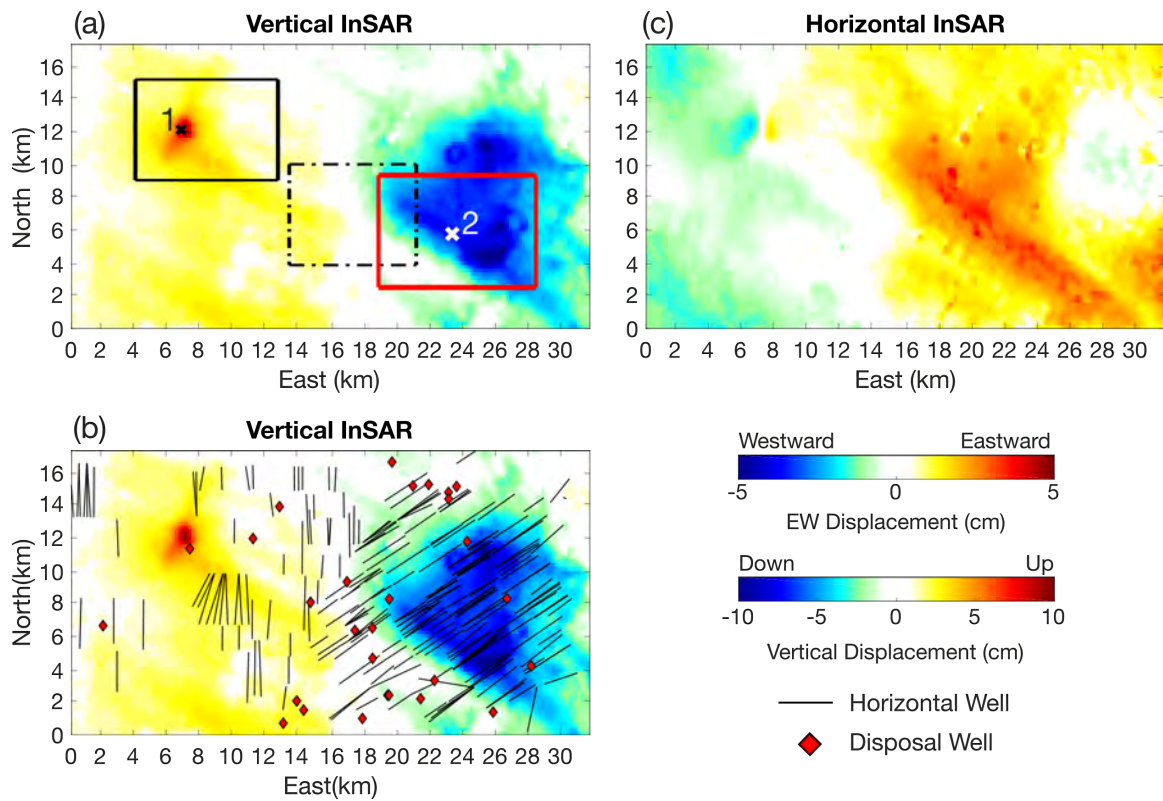 (a)
Vertical InSAR
16
14
12
10
8
6
4
2
0
North (km)
1
2
0 2 4 6 8 10 12 14 16 18 20 22 24 26 28 30
East (km)
(c)
Horizontal InSAR
16
14
12
10
8
6
4
2
0
0 2 4 6 8 10 12 14 16 18 20 22 24 26 28 30
East (km)
(b)
Vertical InSAR
16
14
12
10
8
6
4
2
0
North(km)
0 2 4 6 8 10 12 14 16 18 20 22 24 26 28 30
East(km)
Westward Eastward
-5 0 5
EW Displacement (cm)
Down Up
-10 -5 0 5 10
Vertical Displacement (cm)
Horizontal Well
Disposal Well